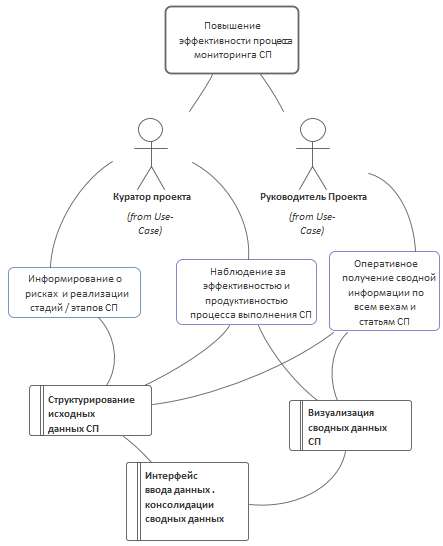 Повышение
эффективности процесса
мониторинга СП
Куратор проекта
(from Use-
Case)
Руководитель Проекта
(from Use-
Case)
Информирование о
рисках и реализации
стадий / этапов СП
Наблюдение за
эффективностью и
продуктивностью
процесса выполнения СП
Оперативное
получение сводной
информации по
всем вехам и
статьям СП
Структурирование
исходных
данных СП
Визуализация
сводных данных
СП
Интерфейс
ввода данных .
консолидации
сводных данных